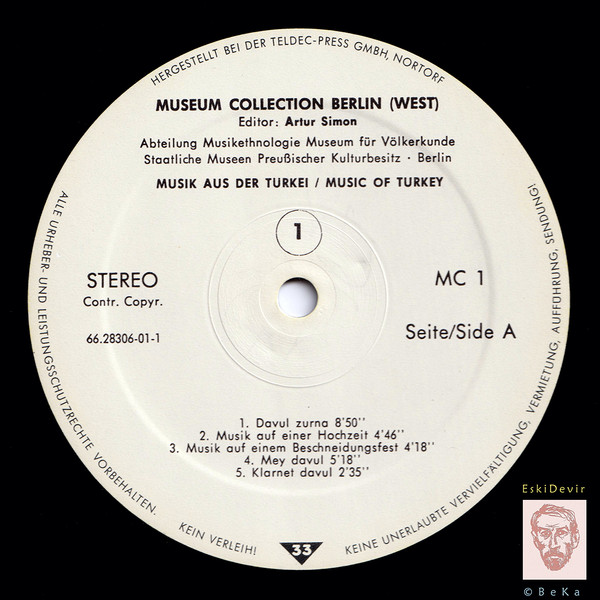 HERGESTELLT BEI DER TELDEC-PRESS GMBH, NORTORF
MUSEUM COLLECTION BERLIN (WEST)
Editor: Artur Simon
Abteilung Musikethnologie Museum für Völkerkunde
Staatliche Museen Preußischer Kulturbesitz · Berlin
MUSIK AUS DER TURKEI / MUSIC OF TURKEY
1
STEREO
Contr. Copyr.
66.28306-01-1
MC 1
Seite/Side A
1. Davul zurna 8'50''
2. Musik auf einer Hochzeit 4'46''
3. Musik auf einem Beschneidungsfest 4'18''
4. Mey davul 5'18''
5. Klarnet davul 2'35''
ALLE URHEBER- UND LEISTUNGSSCHUTZRECHTE VORBEHALTEN.
KEIN VERLEIH!
33
KEINE UNERLAUBTE VERVIELFÄLTIGUNG, VERMIETUNG, AUFFÜHRUNG, SENDUNG!
EskiDevir
©BeKa